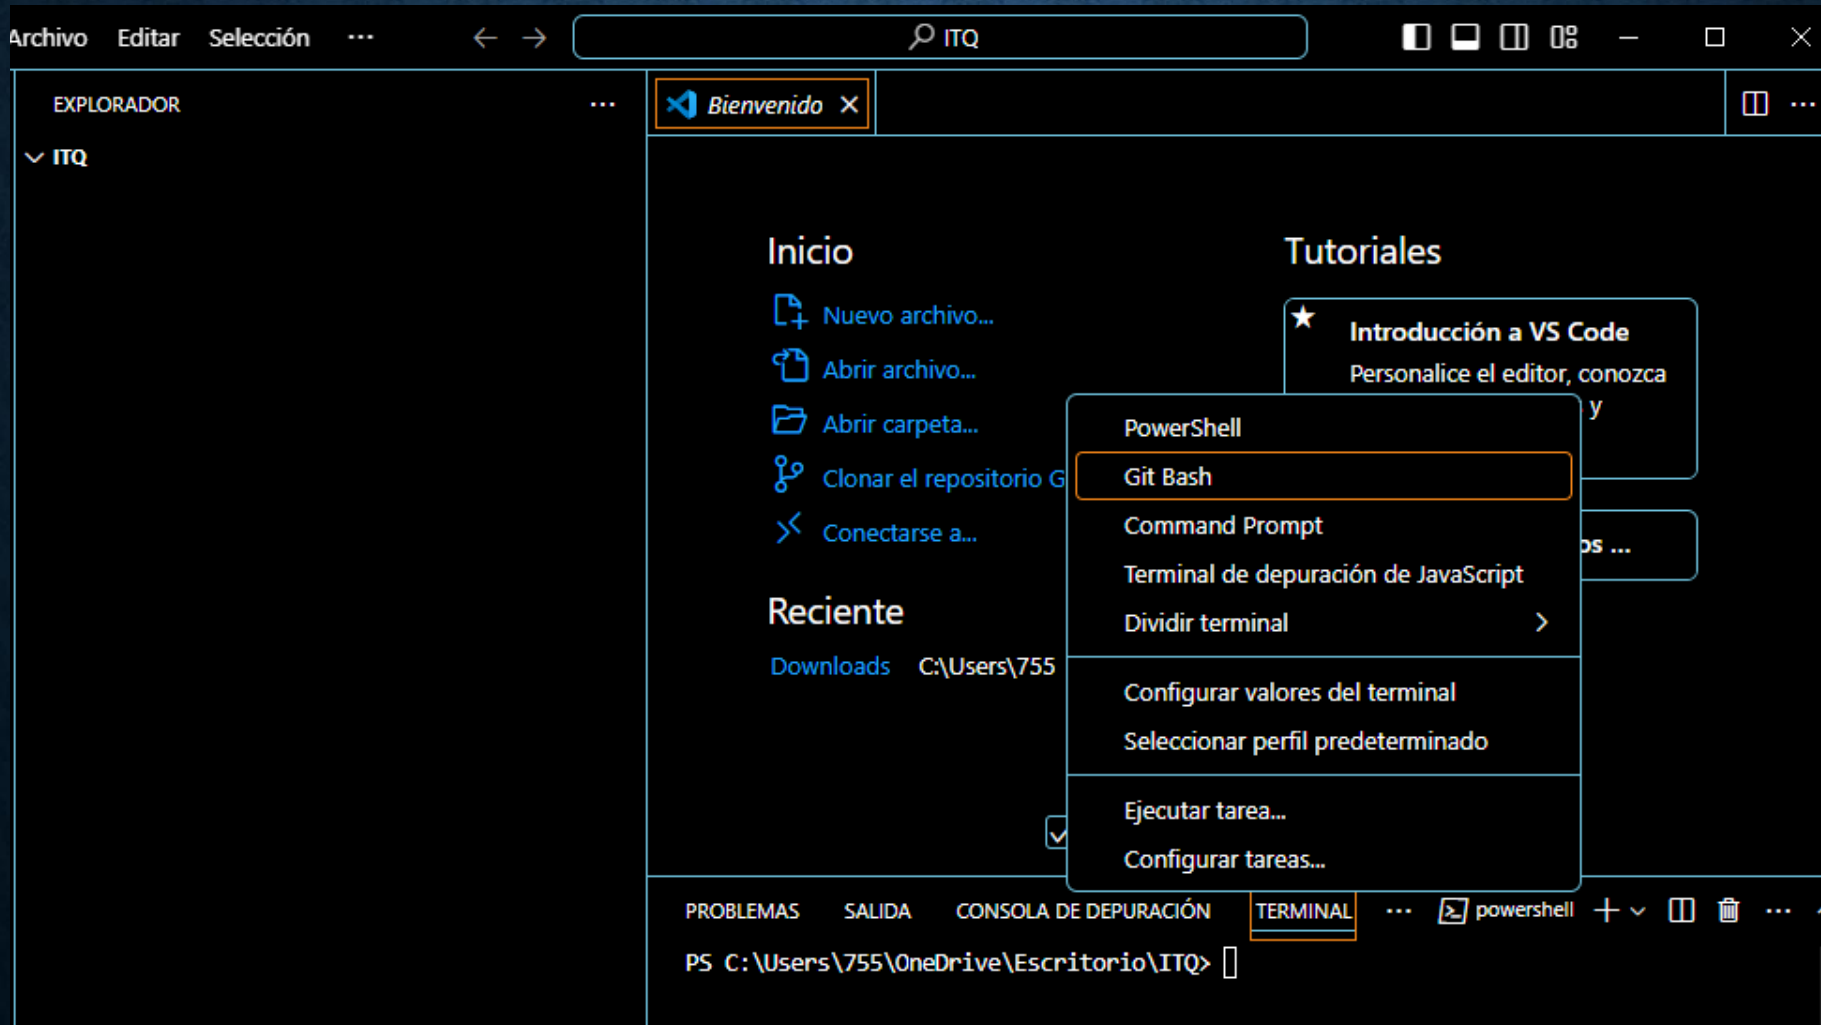 Archivo Editar Selección ··· ITQ
EXPLORADOR ···
ITQ
Bienvenido
Inicio
Nuevo archivo...
Abrir archivo...
Abrir carpeta...
Clonar el repositorio G
Conectarse a...
Reciente
Downloads C:\Users\755
Tutoriales
Introducción a VS Code
Personalice el editor, conozca
y
os ...
PowerShell
Git Bash
Command Prompt
Terminal de depuración de JavaScript
Dividir terminal
Configurar valores del terminal
Seleccionar perfil predeterminado
Ejecutar tarea...
Configurar tareas...
PROBLEMAS SALIDA CONSOLA DE DEPURACIÓN TERMINAL ··· powershell
PS C:\Users\755\OneDrive\Escritorio\ITQ>